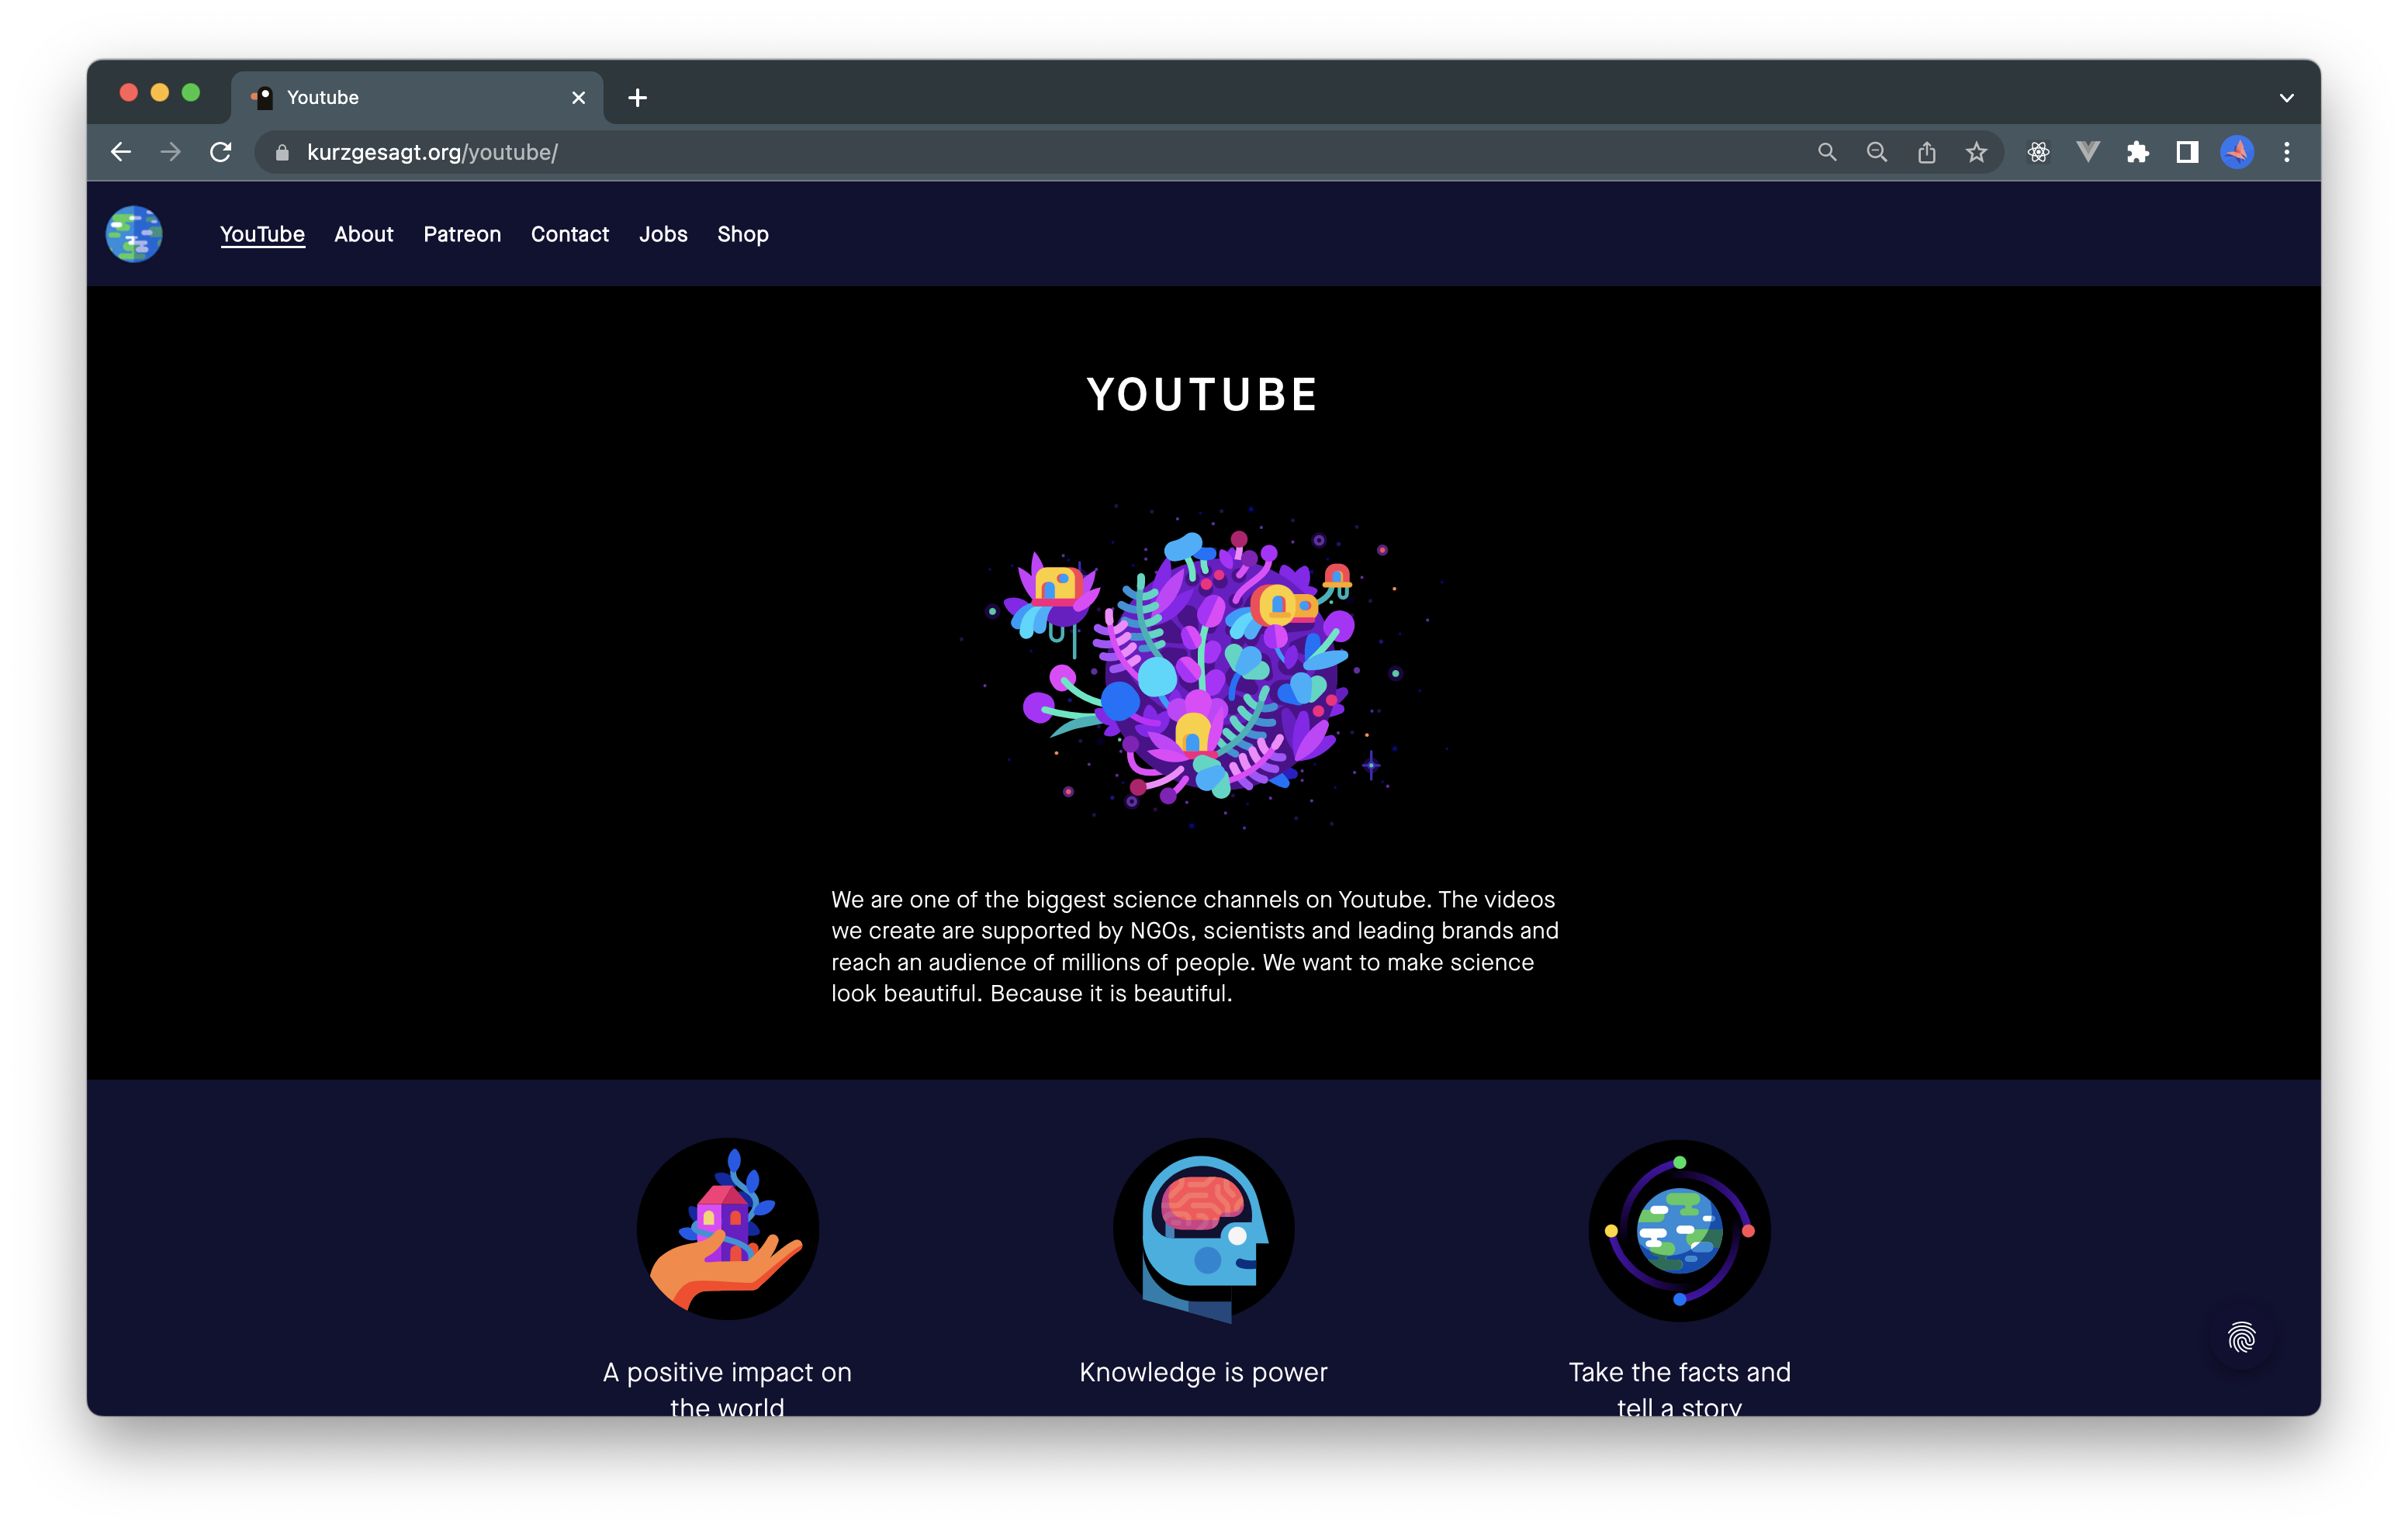 Youtube
kurzgesagt.org/youtube/
YouTube About Patreon Contact Jobs Shop
YOUTUBE
We are one of the biggest science channels on Youtube. The videos
we create are supported by NGOs, scientists and leading brands and
reach an audience of millions of people. We want to make science
look beautiful. Because it is beautiful.
A positive impact on
the world
Knowledge is power
Take the facts and
tell a story